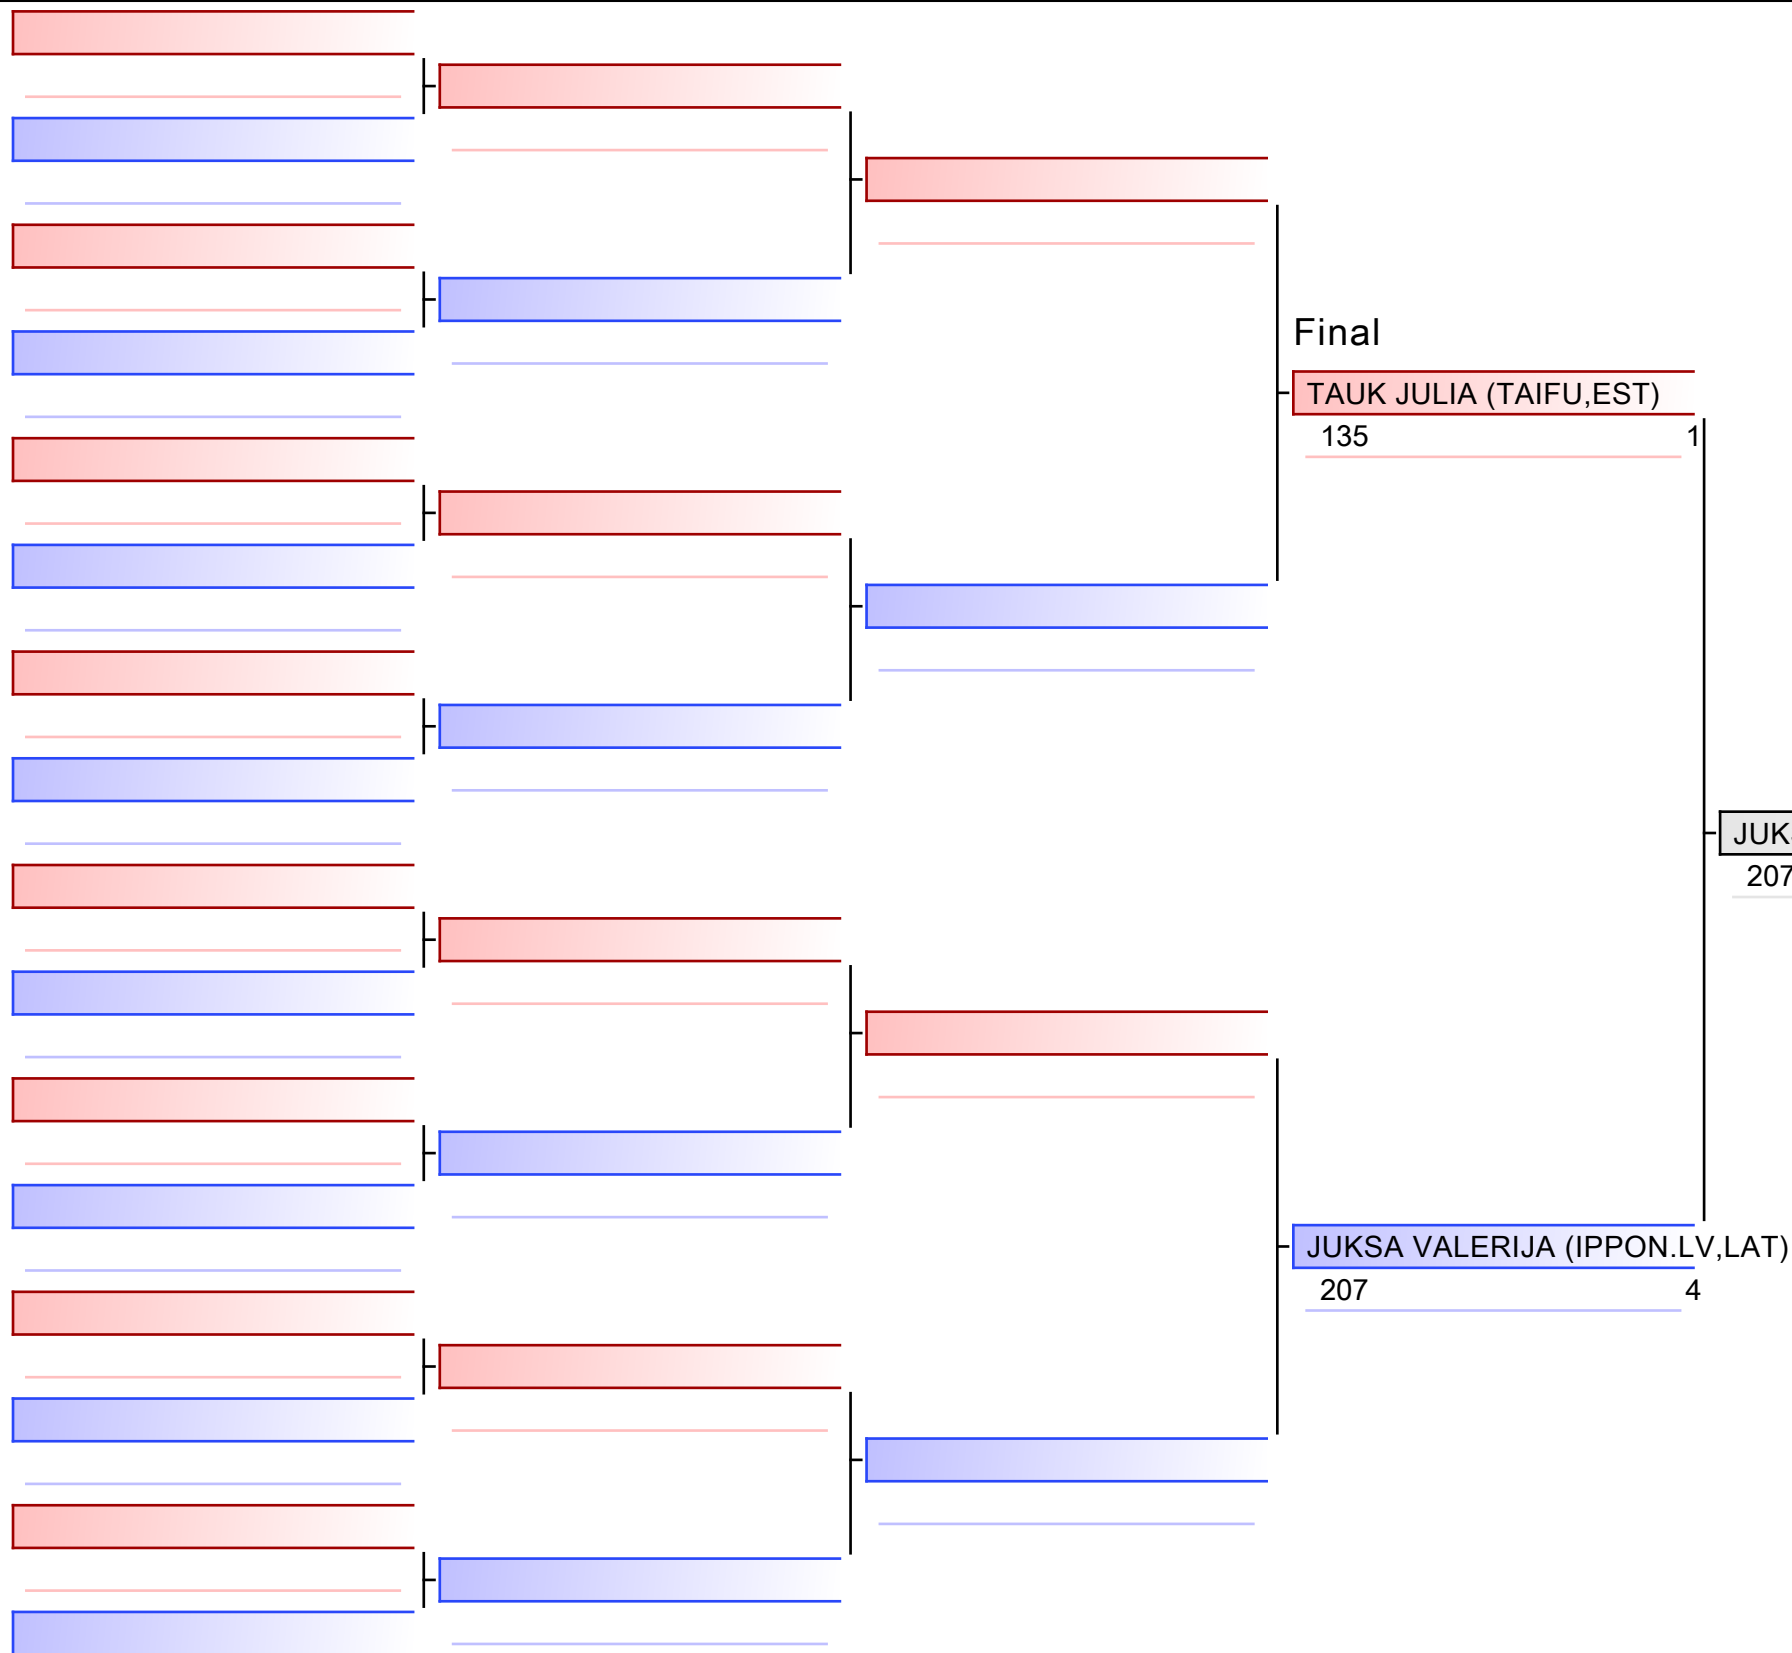 Final
TAUK JULIA (TAIFU,EST)
135 1
JUK
207
JUKSA VALERIJA (IPPON.LV,LAT)
207 4